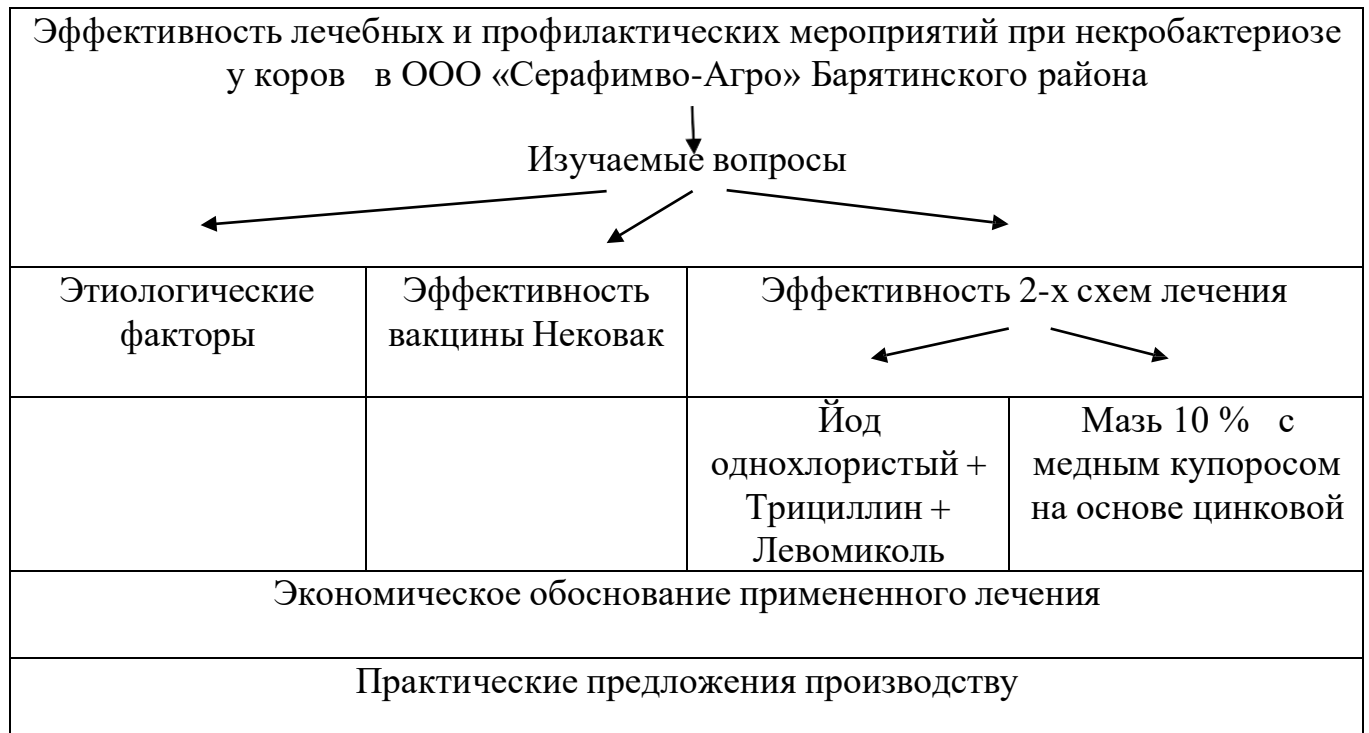 Эффективность лечебных и профилактических мероприятий при некробактериозе
у коров в ООО «Серафимво-Агро» Барятинского района
Изучаемые вопросы
Этиологические
факторы
Эффективность
вакцины Нековак
Эффективность 2-х схем лечения
Йод
однохлористый +
Трициллин +
Левомиколь
Мазь 10 % с
медным купоросом
на основе цинковой
Экономическое обоснование примененного лечения
Практические предложения производству